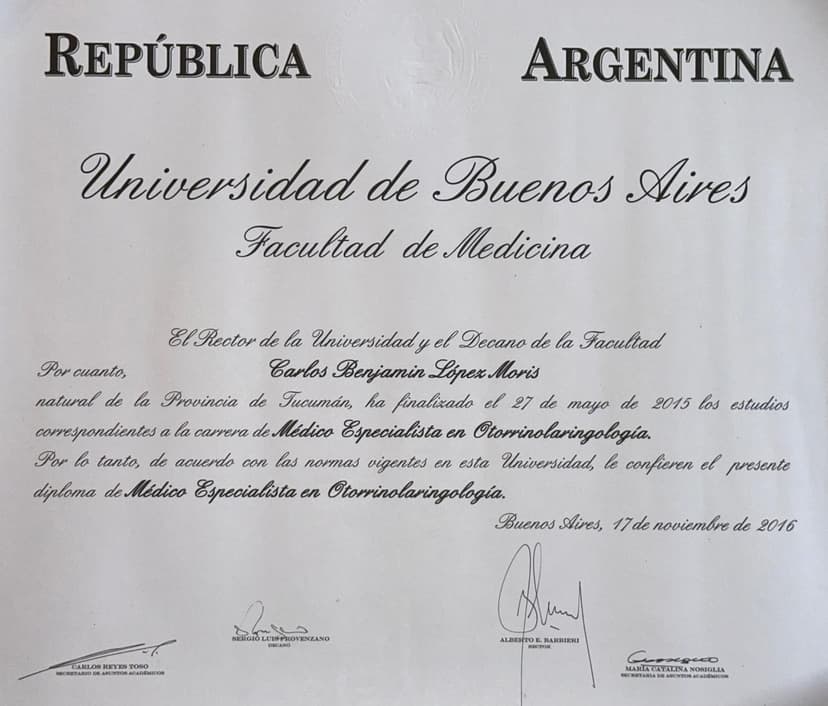 REPÚBLICA ARGENTINA
Universidad de Buenos Aires
Facultad de Medicina
El Rector de la Universidad y el Decano de la Facultad
Por cuanto, Carlos Benjamin López Moris
natural de la Provincia de Tucumán, ha finalizado el 27 de mayo de 2015 los estudios
correspondientes a la carrera de Médico Especialista en Otorrinolaringología.
Por lo tanto, de acuerdo con las normas vigentes en esta Universidad, le confieren el presente
diploma de Médico Especialista en Otorrinolaringología.
Buenos Aires, 17 de noviembre de 2016
CARLOS REYES TOSO
SECRETARIO DE ASUNTOS ACADÉMICOS
SERGIO LUIS PROVENZANO
DECANO
ALBERTO E. BARBIERI
RECTOR
MARÍA CATALINA NOSIGLIA
SECRETARIA DE ASUNTOS ACADÉMICOS